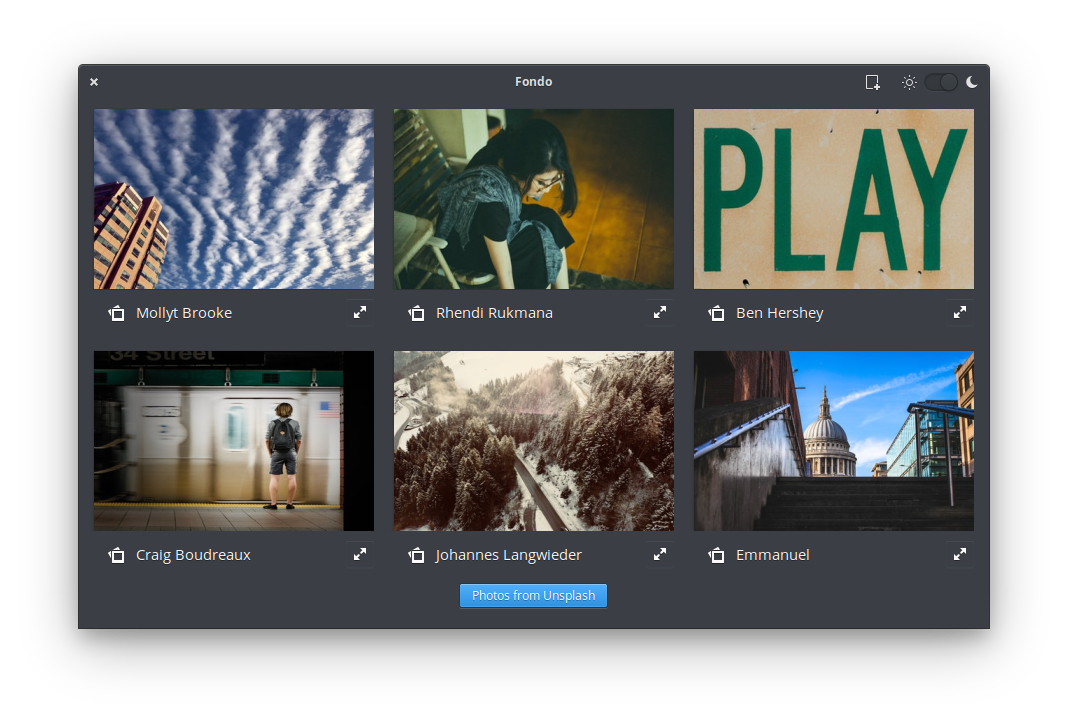 Fondo
PLAY
Mollyt Brooke
Rhendi Rukmana
Ben Hershey
34 Street
Craig Boudreaux
Johannes Langwieder
Emmanuel
Photos from Unsplash